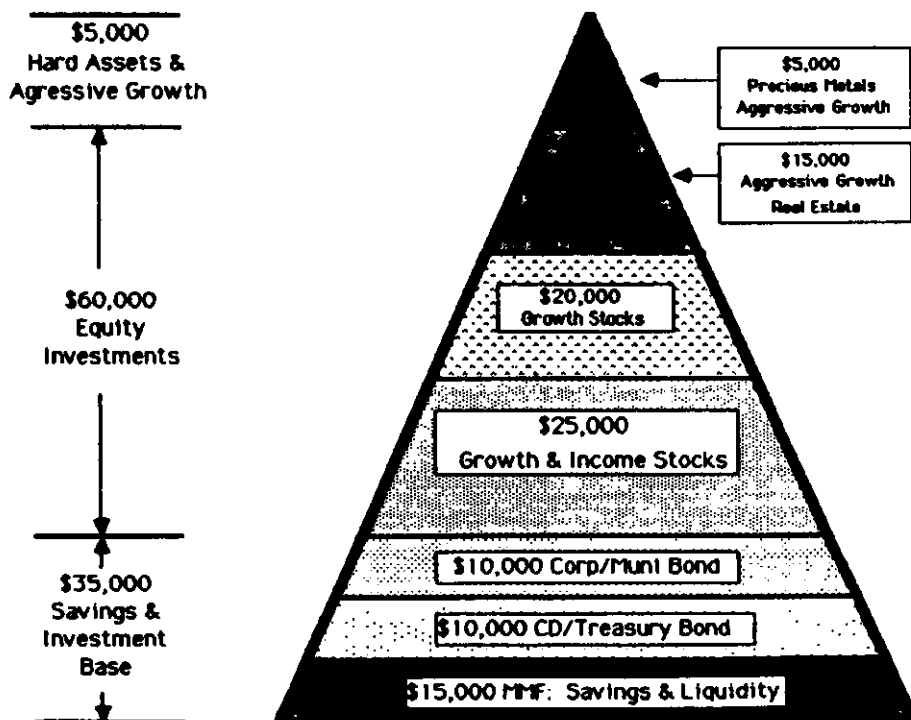 $5,000
Hard Assets &
Agressive Growth
$60,000
Equity
Investments
$35,000
Savings &
Investment
Base
$5,000
Precious Metals
Aggressive Growth
$15,000
Aggressive Growth
Real Estate
$20,000
Growth Stocks
$25,000
Growth & Income Stocks
$10,000 Corp/Muni Bond
$10,000 CD/Treasury Bond
$15,000 MMF: Savings & Liquidity